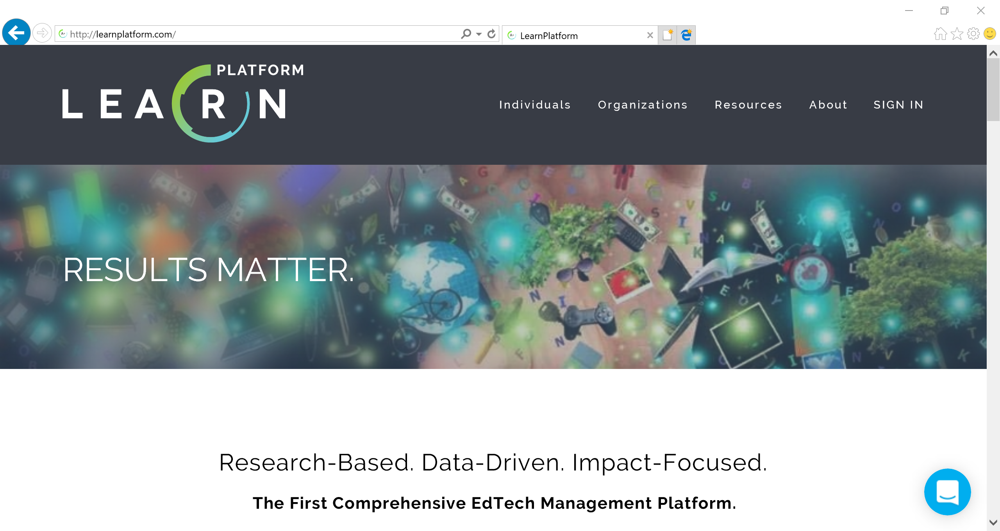 http://learnplatform.com/
LearnPlatform
PLATFORM
LEARN
Individuals Organizations Resources About SIGN IN
RESULTS MATTER.
Research-Based. Data-Driven. Impact-Focused.
The First Comprehensive EdTech Management Platform.